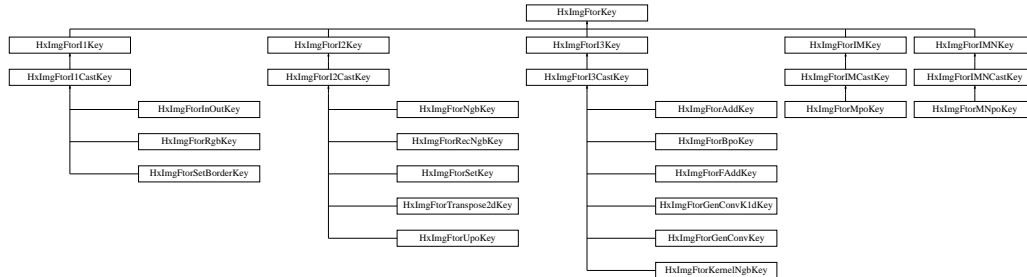 HxImgFtorKey
HxImgFtorI1Key
HxImgFtorI2Key
HxImgFtorI3Key
HxImgFtorIMKey
HxImgFtorIMNKey
HxImgFtorI1CastKey
HxImgFtorI2CastKey
HxImgFtorI3CastKey
HxImgFtorIMCastKey
HxImgFtorIMNCastKey
HxImgFtorInOutKey
HxImgFtorNgbKey
HxImgFtorAddKey
HxImgFtorMpoKey
HxImgFtorMNpoKey
HxImgFtorRgbKey
HxImgFtorRecNgbKey
HxImgFtorBpoKey
HxImgFtorSetBorderKey
HxImgFtorSetKey
HxImgFtorFAddKey
HxImgFtorTranspose2dKey
HxImgFtorGenConvK1dKey
HxImgFtorUpoKey
HxImgFtorGenConvKey
HxImgFtorKernelNgbKey